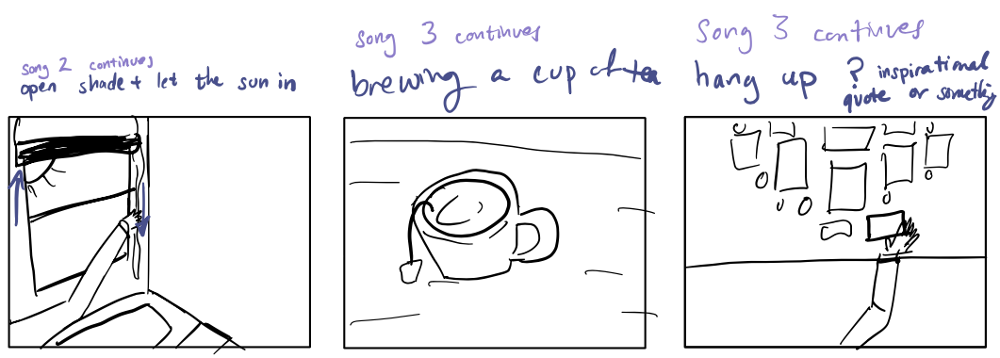 song 2 continues
open shade + let the sun in
song 3 continues
brewing a cup of tea
song 3 continues
hang up ? inspirational
quote or something